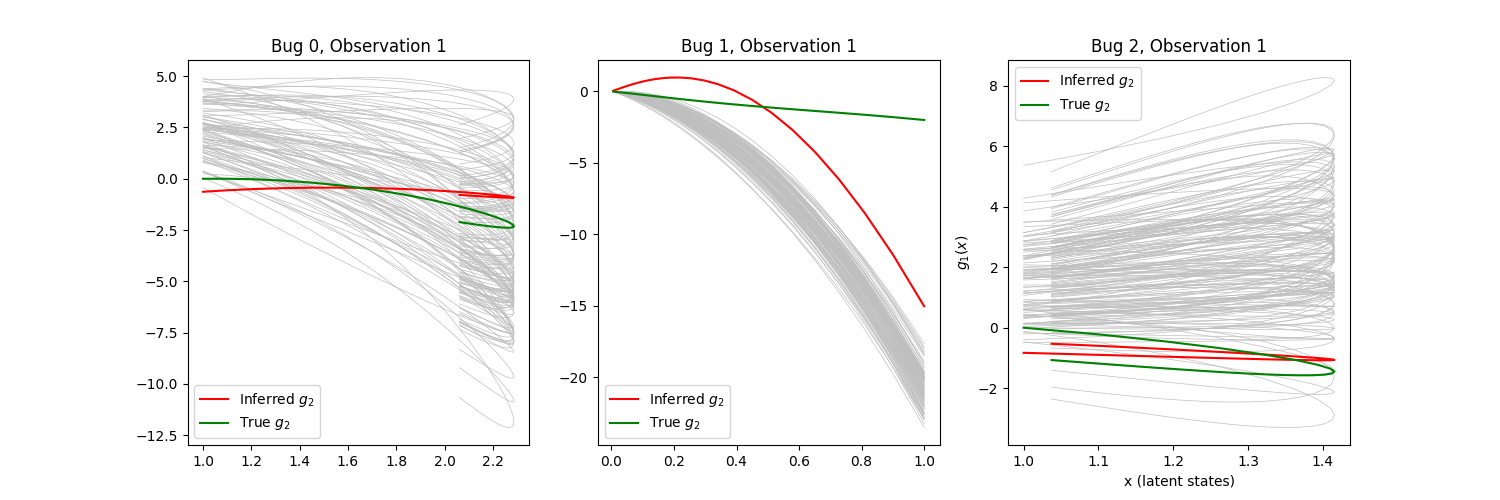 Bug 0, Observation 1
5.0
2.5
0.0
−2.5
−5.0
−7.5
−10.0
−12.5
Inferred g₂
True g₂
1.0 1.2 1.4 1.6 1.8 2.0 2.2
Bug 1, Observation 1
0
−5
−10
−15
−20
Inferred g₂
True g₂
0.0 0.2 0.4 0.6 0.8 1.0
Bug 2, Observation 1
Inferred g₂
True g₂
g₁(x)
8
6
4
2
0
−2
1.0 1.1 1.2 1.3 1.4
x (latent states)